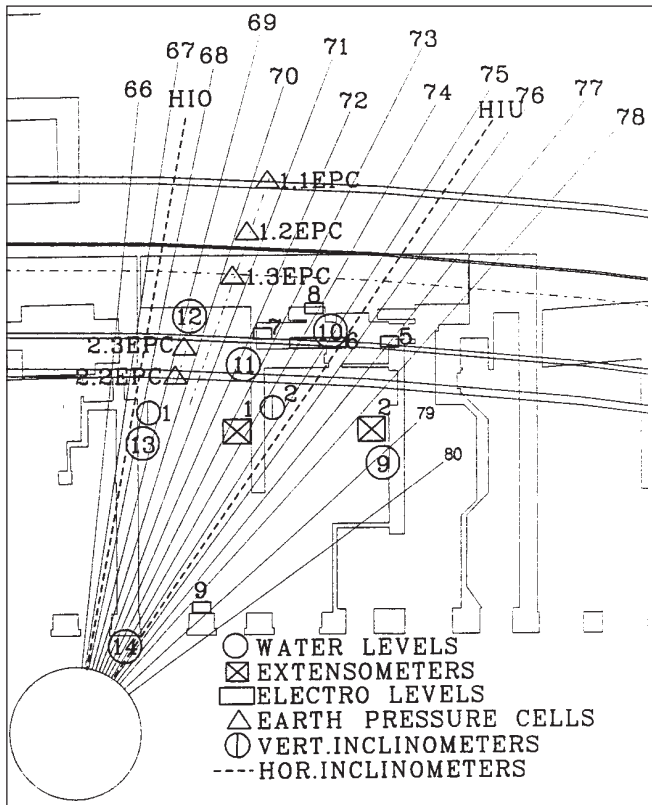 69
67
68
71
73
70
72
75
77
66
HIO
74
HIU
76
78
1.1EPC
1.2EPC
1.3EPC
8
12
7
10
5
6
2.3EPC
11
2.2EPC
1
2
1
2
79
13
9
80
9
14
WATER LEVELS
EXTENSOMETERS
ELECTRO LEVELS
EARTH PRESSURE CELLS
VERT.INCLINOMETERS
HOR.INCLINOMETERS